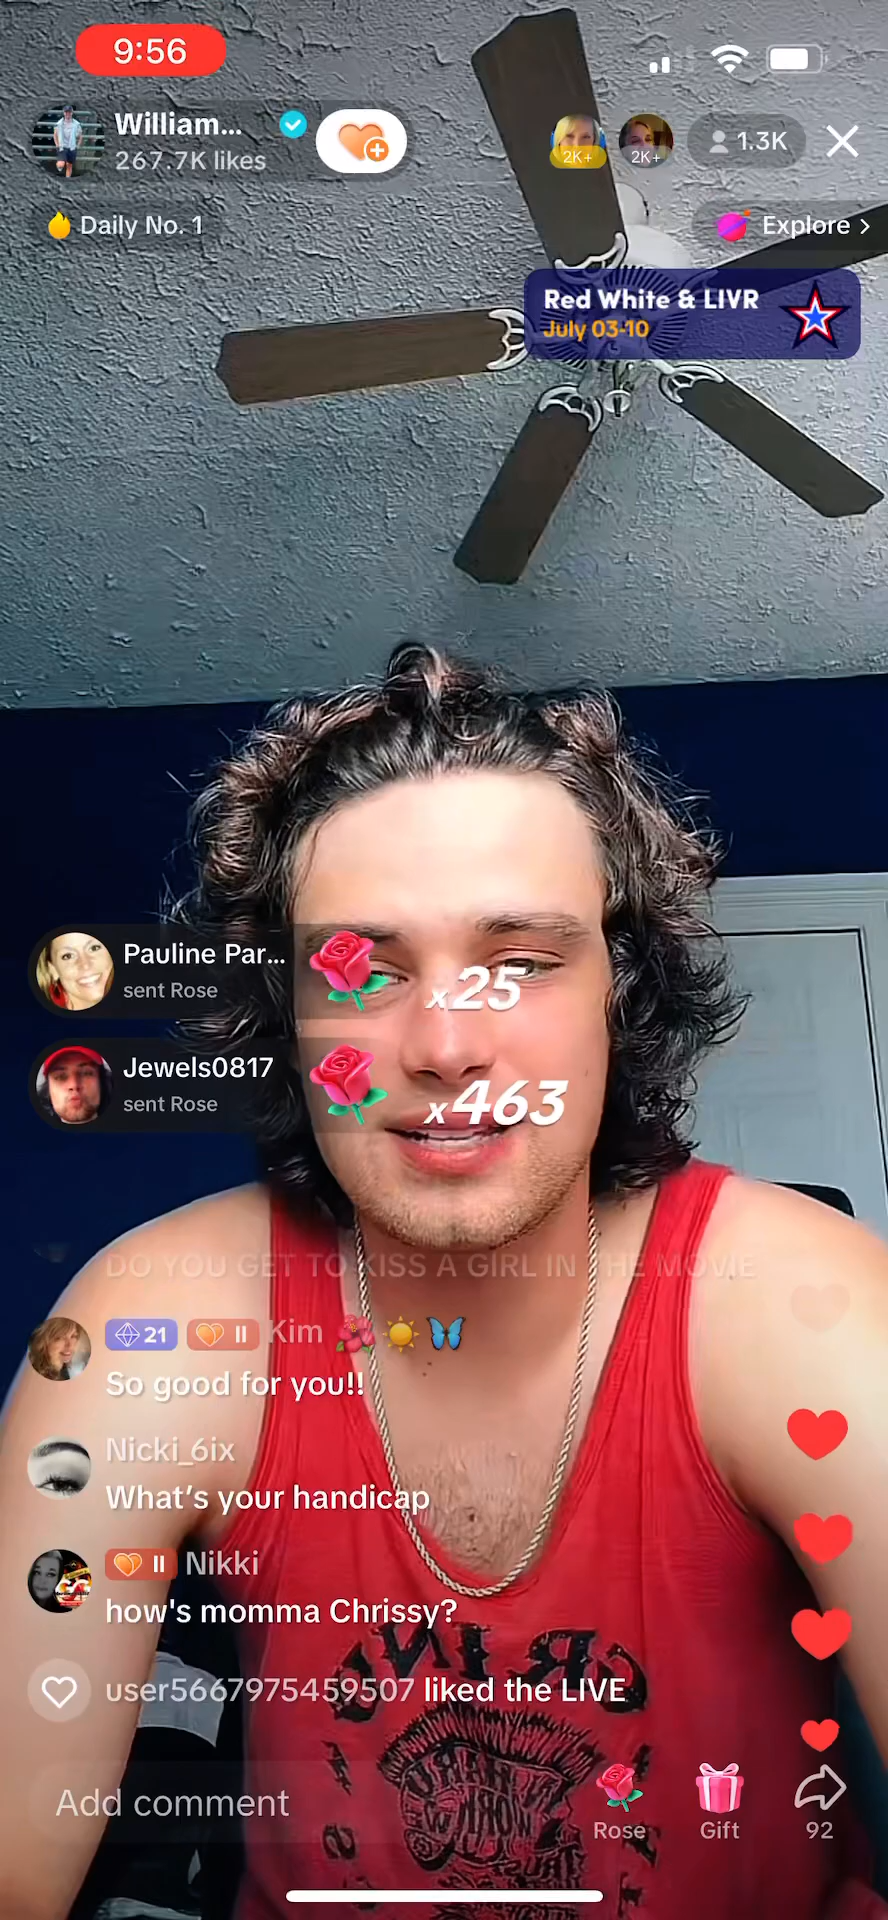 9:56
William...
267.7K likes
2K+
2K+
1.3K
Daily No. 1
Explore >
Red White & LIVR
July 03-10
Pauline Par...
sent Rose
x25
Jewels0817
sent Rose
x463
DO YOU GET TO KISS A GIRL IN THE MOVIE
21 II Kim 🌺☀️🦋
So good for you!!
Nicki_6ix
What's your handicap
II Nikki
how's momma Chrissy?
user5667975459507 liked the LIVE
Add comment
Rose
Gift
92